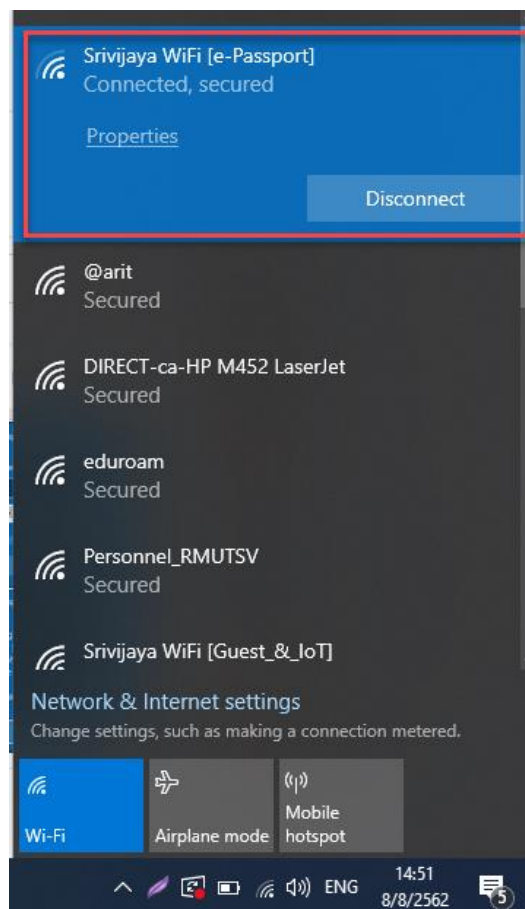 Srivijaya WiFi [e-Passport]
Connected, secured
Properties
Disconnect
@arit
Secured
DIRECT-ca-HP M452 LaserJet
Secured
eduroam
Secured
Personnel_RMUTSV
Secured
Srivijaya WiFi [Guest_&_IoT]
Network & Internet settings
Change settings, such as making a connection metered.
Wi-Fi
Airplane mode
Mobile
hotspot
ENG
14:51
8/8/2562
5